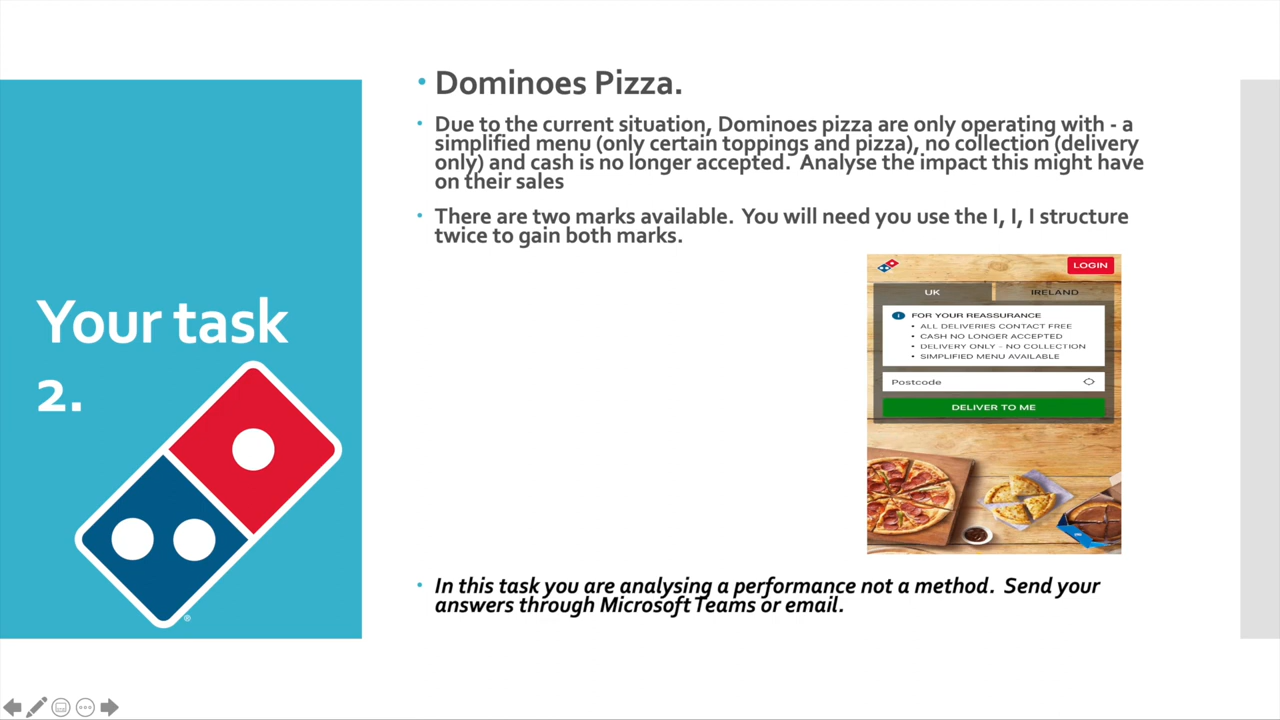 Your task
2.
®
• Dominoes Pizza.
• Due to the current situation, Dominoes pizza are only operating with - a
simplified menu (only certain toppings and pizza), no collection (delivery
only) and cash is no longer accepted. Analyse the impact this might have
on their sales
• There are two marks available. You will need you use the I, I, I structure
twice to gain both marks.
LOGIN
UK
IRELAND
i FOR YOUR REASSURANCE
• ALL DELIVERIES CONTACT FREE
• CASH NO LONGER ACCEPTED
• DELIVERY ONLY - NO COLLECTION
• SIMPLIFIED MENU AVAILABLE
Postcode
DELIVER TO ME
• In this task you are analysing a performance not a method. Send your
answers through Microsoft Teams or email.